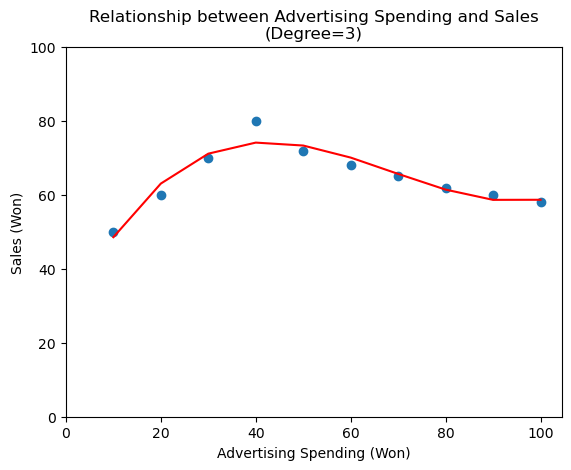 Relationship between Advertising Spending and Sales
(Degree=3)
100
80
60
40
20
0
Sales (Won)
0 20 40 60 80 100
Advertising Spending (Won)